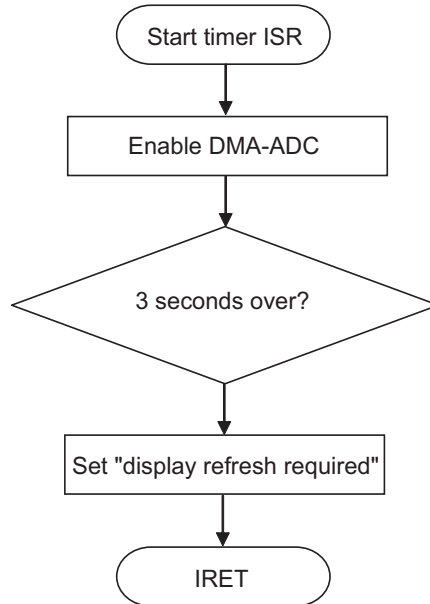 Start timer ISR
Enable DMA-ADC
3 seconds over?
Set "display refresh required"
IRET